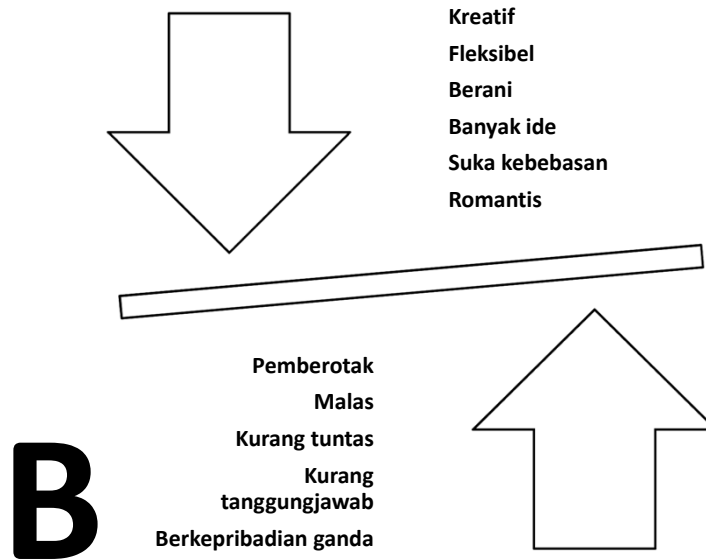 Kreatif
Fleksibel
Berani
Banyak ide
Suka kebebasan
Romantis
Pemberotak
Malas
Kurang tuntas
Kurang
tanggungjawab
Berkepribadian ganda
B